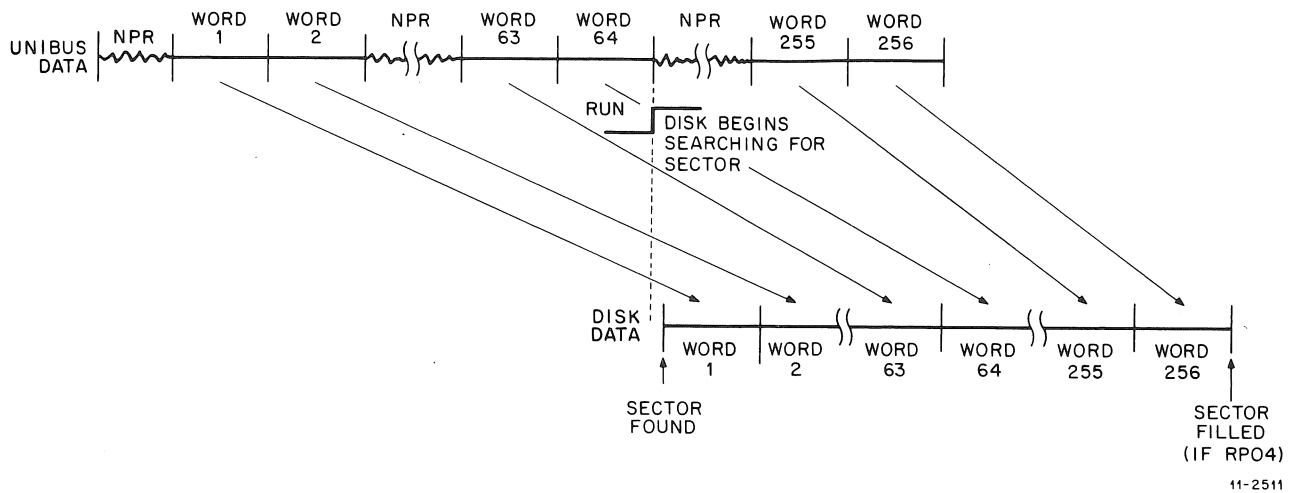 UNIBUS DATA
NPR
WORD 1
WORD 2
NPR
WORD 63
WORD 64
NPR
WORD 255
WORD 256
RUN
DISK BEGINS
SEARCHING FOR
SECTOR
DISK DATA
WORD 1
WORD 2
WORD 63
WORD 64
WORD 255
WORD 256
SECTOR
FOUND
SECTOR
FILLED
(IF RP04)
11-2511